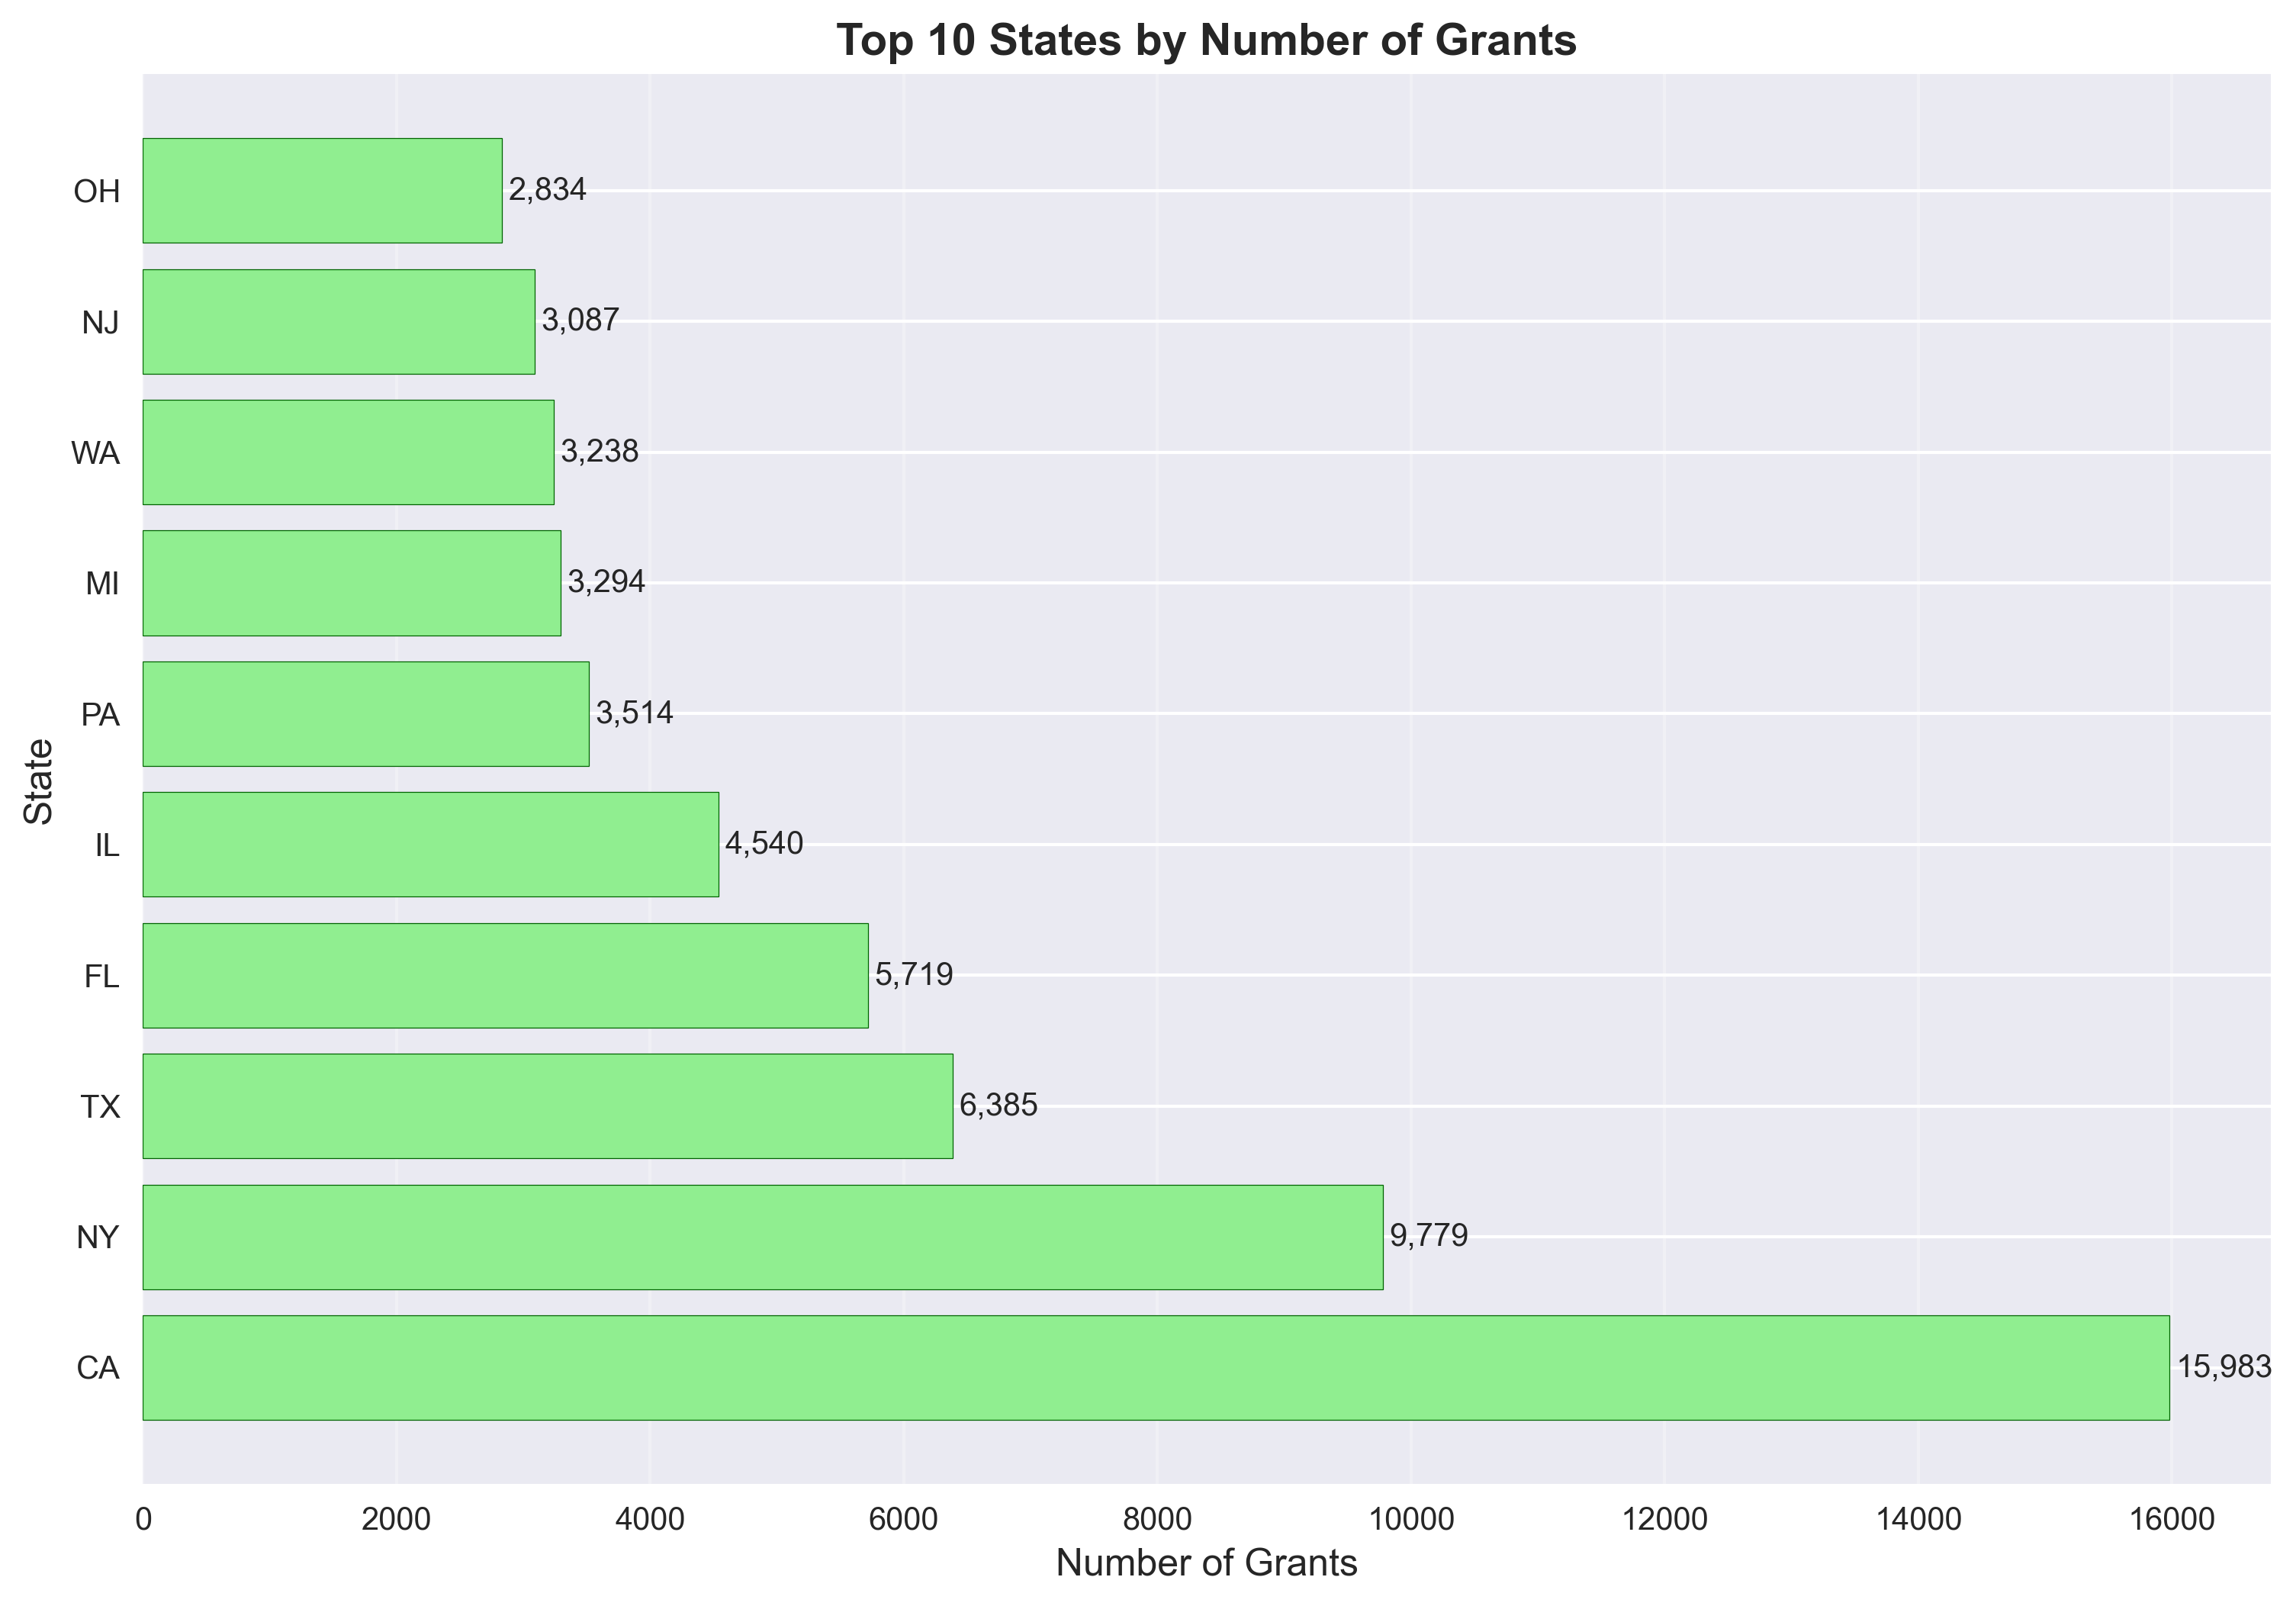 Top 10 States by Number of Grants
OH 2,834
NJ 3,087
WA 3,238
MI 3,294
PA 3,514
State
IL 4,540
FL 5,719
TX 6,385
NY 9,779
CA 15,983
0 2000 4000 6000 8000 10000 12000 14000 16000
Number of Grants